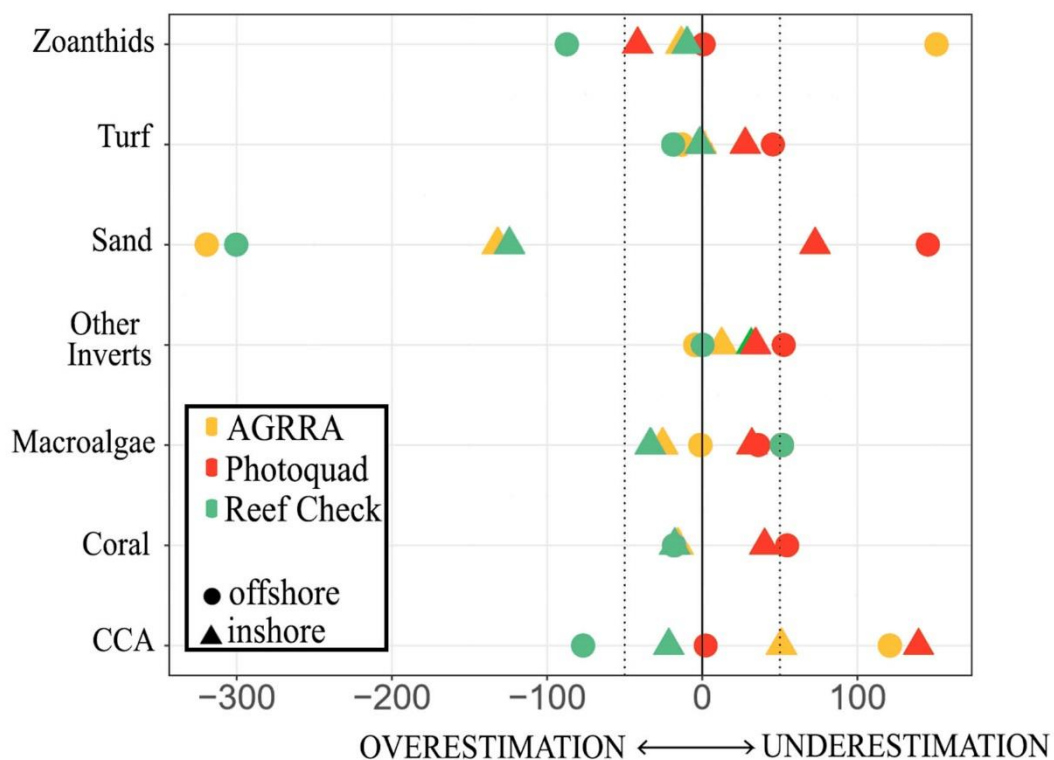 Zoanthids
Turf
Sand
Other
Inverts
Macroalgae
Coral
CCA
AGRRA
Photoquad
Reef Check
offshore
inshore
−300
−200
−100
0
100
OVERESTIMATION
UNDERESTIMATION